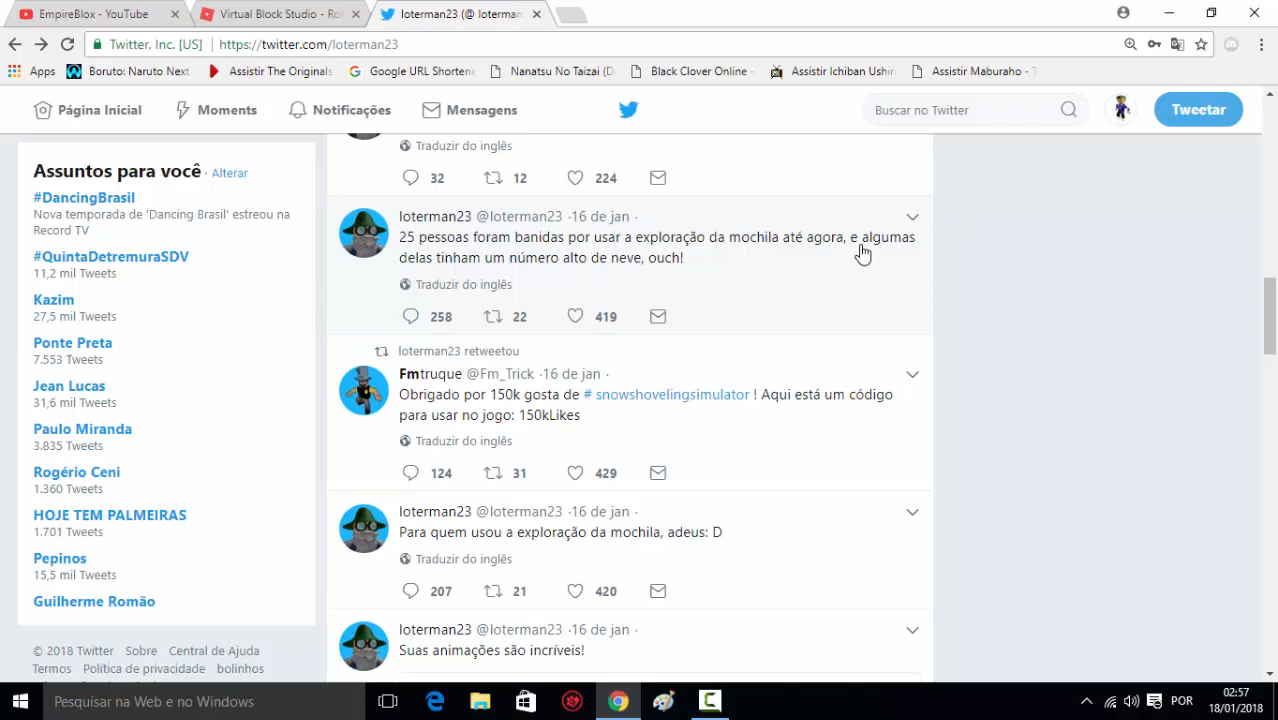 EmpireBlox - YouTube
Virtual Block Studio - Rol
loterman23 (@ loterman
Twitter, Inc. [US] https://twitter.com/loterman23
Apps Boruto: Naruto Next Assistir The Originals Google URL Shortene Nanatsu No Taizai (D Black Clover Online - Assistir Ichiban Ushir Assistir Maburaho - T
Página Inicial Moments Notificações Mensagens Buscar no Twitter Tweetar
Assuntos para você · Alterar
#DancingBrasil
Nova temporada de 'Dancing Brasil' estreou na
Record TV
#QuintaDetremuraSDV
11,2 mil Tweets
Kazim
27,5 mil Tweets
Ponte Preta
7.553 Tweets
Jean Lucas
31,6 mil Tweets
Paulo Miranda
3.835 Tweets
Rogério Ceni
1.360 Tweets
HOJE TEM PALMEIRAS
1.701 Tweets
Pepinos
15,5 mil Tweets
Guilherme Romão
© 2018 Twitter Sobre Central de Ajuda
Termos Política de privacidade bolinhos
Traduzir do inglês
32 12 224
loterman23 @loterman23 ·16 de jan ·
25 pessoas foram banidas por usar a exploração da mochila até agora, e algumas
delas tinham um número alto de neve, ouch!
Traduzir do inglês
258 22 419
loterman23 retweetou
Fmtruque @Fm_Trick ·16 de jan ·
Obrigado por 150k gosta de # snowshovelingsimulator ! Aqui está um código
para usar no jogo: 150kLikes
Traduzir do inglês
124 31 429
loterman23 @loterman23 ·16 de jan ·
Para quem usou a exploração da mochila, adeus: D
Traduzir do inglês
207 21 420
loterman23 @loterman23 ·16 de jan ·
Suas animações são incríveis!
Pesquisar na Web e no Windows
POR
02:57
18/01/2018